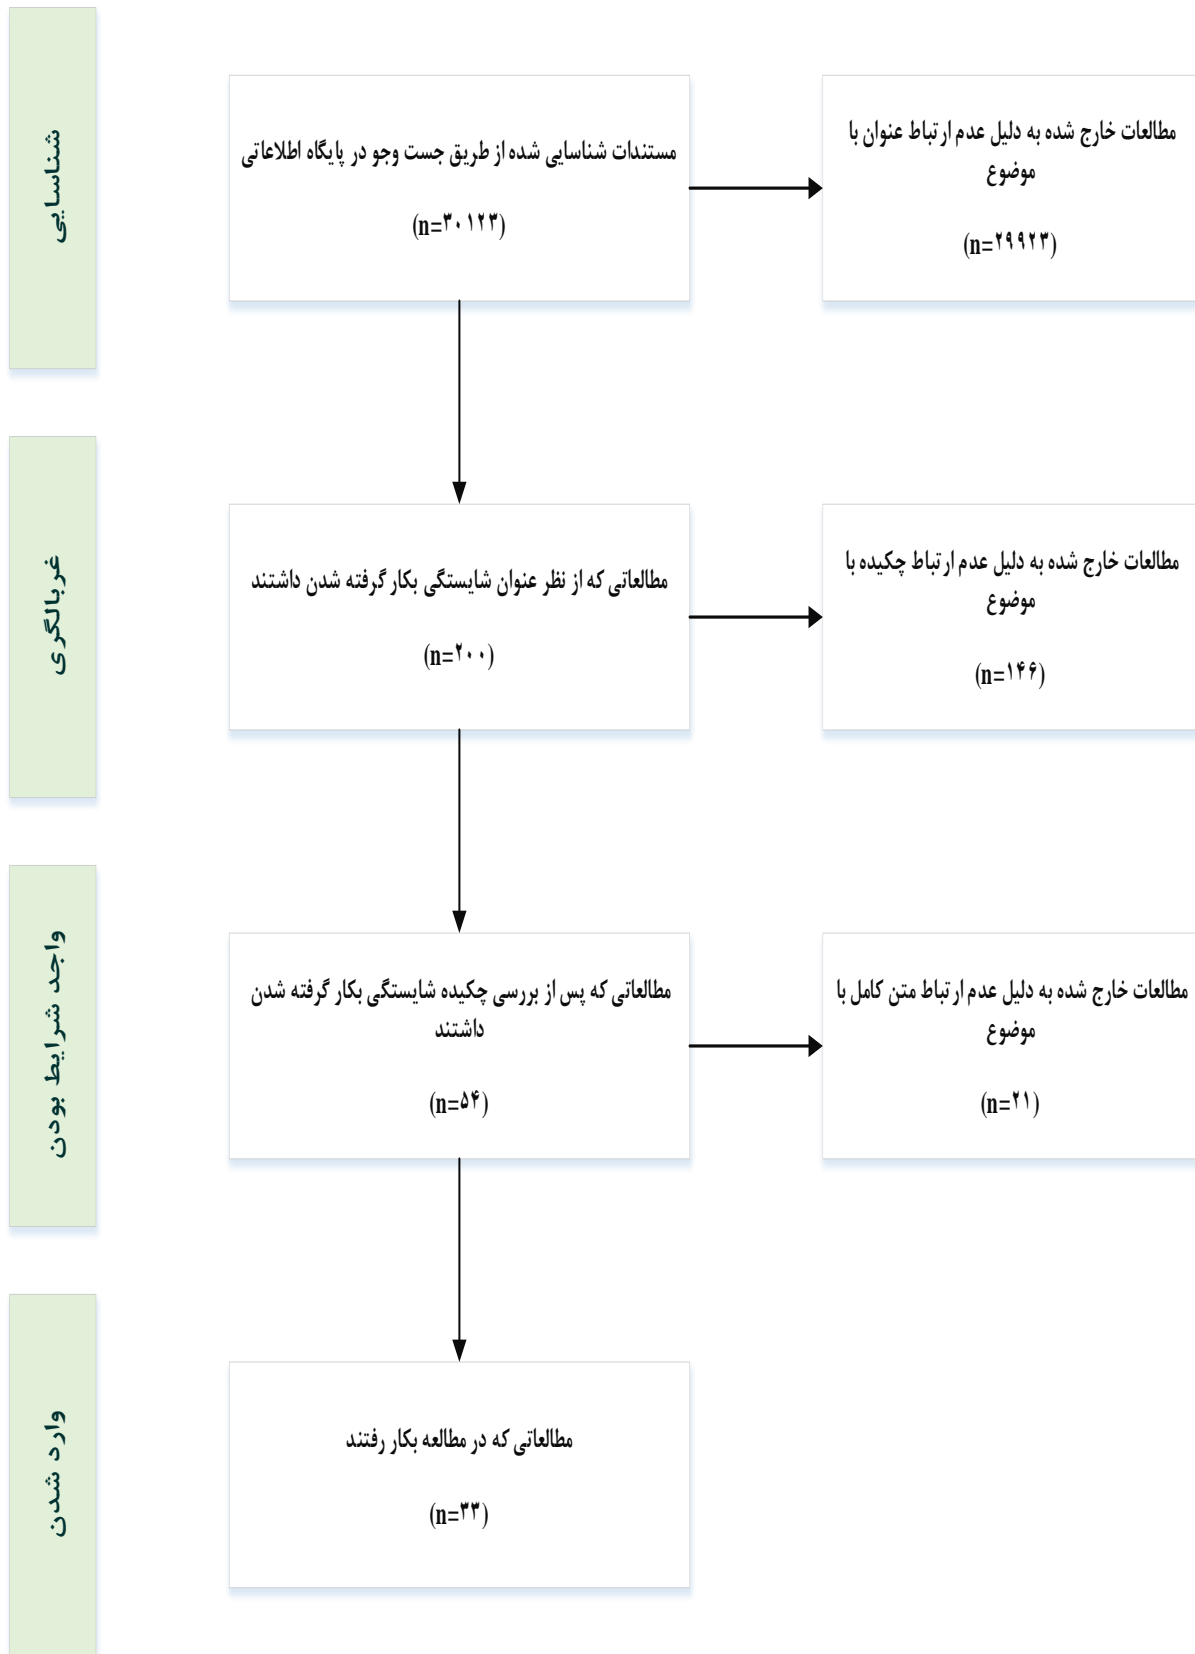 شناسایی
مستندات شناسایی شده از طریق جست وجو در پایگاه اطلاعاتی
(n=۳۰۱۲۳)
مطالعات خارج شده به دلیل عدم ارتباط عنوان با
موضوع
(n=۲۹۹۲۳)
غربالگری
مطالعاتی که از نظر عنوان شایستگی بکار گرفته شدن داشتند
(n=۲۰۰)
مطالعات خارج شده به دلیل عدم ارتباط چکیده با
موضوع
(n=۱۴۶)
واجد شرایط بودن
مطالعاتی که پس از بررسی چکیده شایستگی بکار گرفته شدن
داشتند
(n=۵۴)
مطالعات خارج شده به دلیل عدم ارتباط متن کامل با
موضوع
(n=۲۱)
وارد شدن
مطالعاتی که در مطالعه بکار رفتند
(n=۳۳)